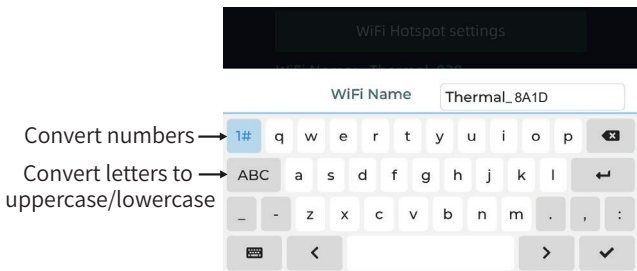 WiFi Hotspot settings
WiFi Name Thermal_8A1D
Convert numbers
1# q w e r t y u i o p
Convert letters to
uppercase/lowercase
ABC a s d f g h j k l
_ - z x c v b n m . , :